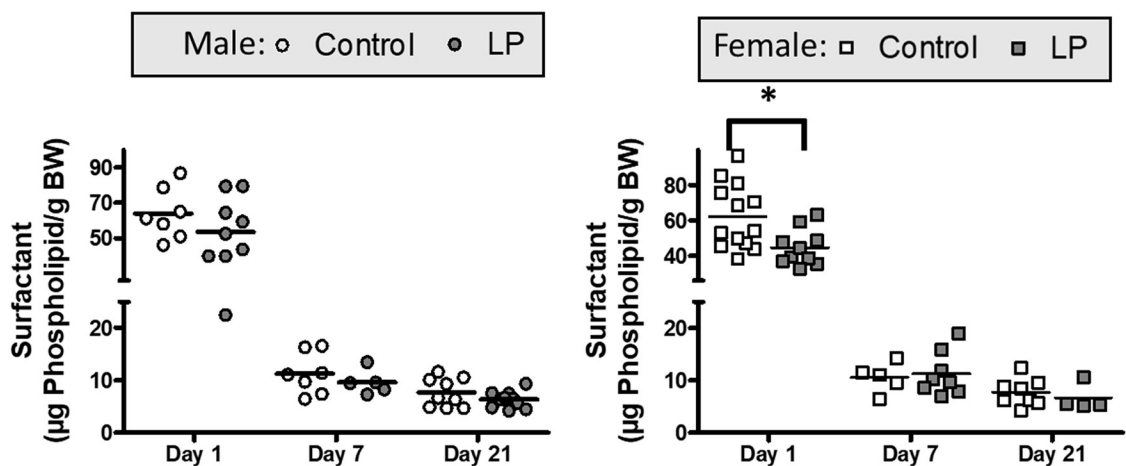 Male: Control LP
Surfactant
(µg Phospholipid/g BW)
90
70
50
20
10
0
Day 1 Day 7 Day 21
Female: Control LP
*
Surfactant
(µg Phospholipid/g BW)
80
60
40
20
10
0
Day 1 Day 7 Day 21